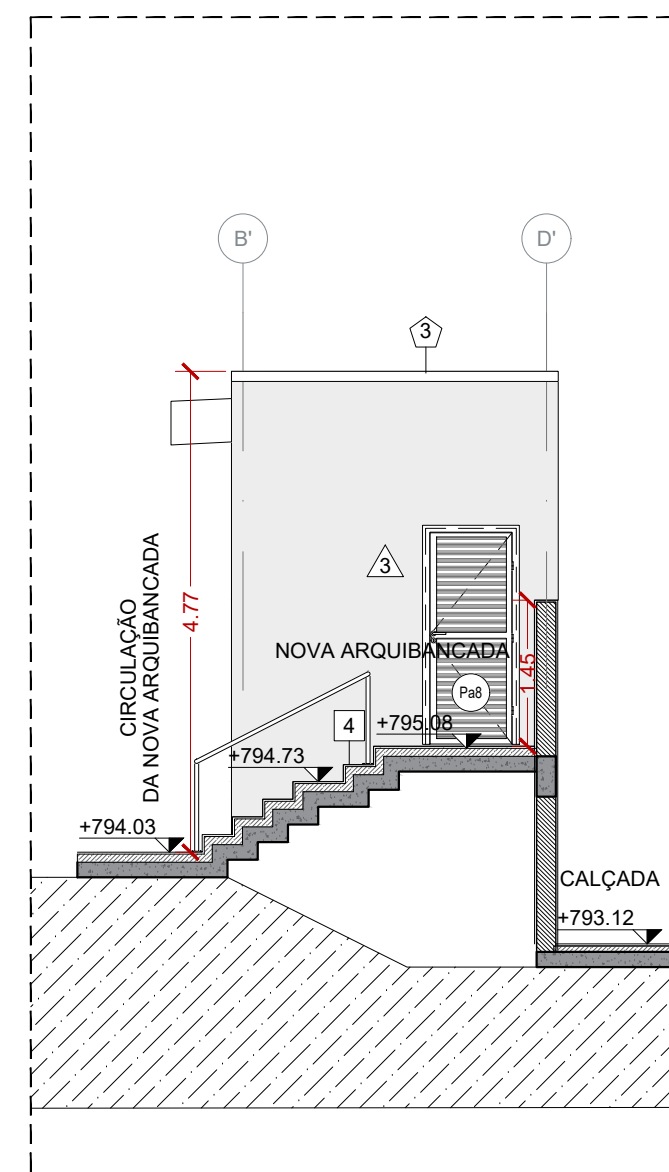 B'
D'
3
CIRCULAÇÃO
DA NOVA ARQUIBANCADA
4.77
3
NOVA ARQUIBANCADA
1.45
Pa8
4
+795.08
+794.73
+794.03
CALÇADA
+793.12